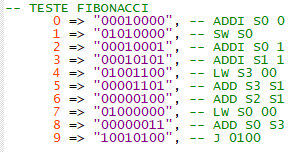 -- TESTE FIBONACCI
0 => "00010000", -- ADDI S0 0
1 => "01010000", -- SW S0
2 => "00010001", -- ADDI S0 1
3 => "00010101", -- ADDI S1 1
4 => "01001100", -- LW S3 00
5 => "00001101", -- ADD S3 S1
6 => "00000100", -- ADD S2 S1
7 => "01000000", -- LW S0 00
8 => "00000011", -- ADD S0 S3
9 => "10010100", -- J 0100